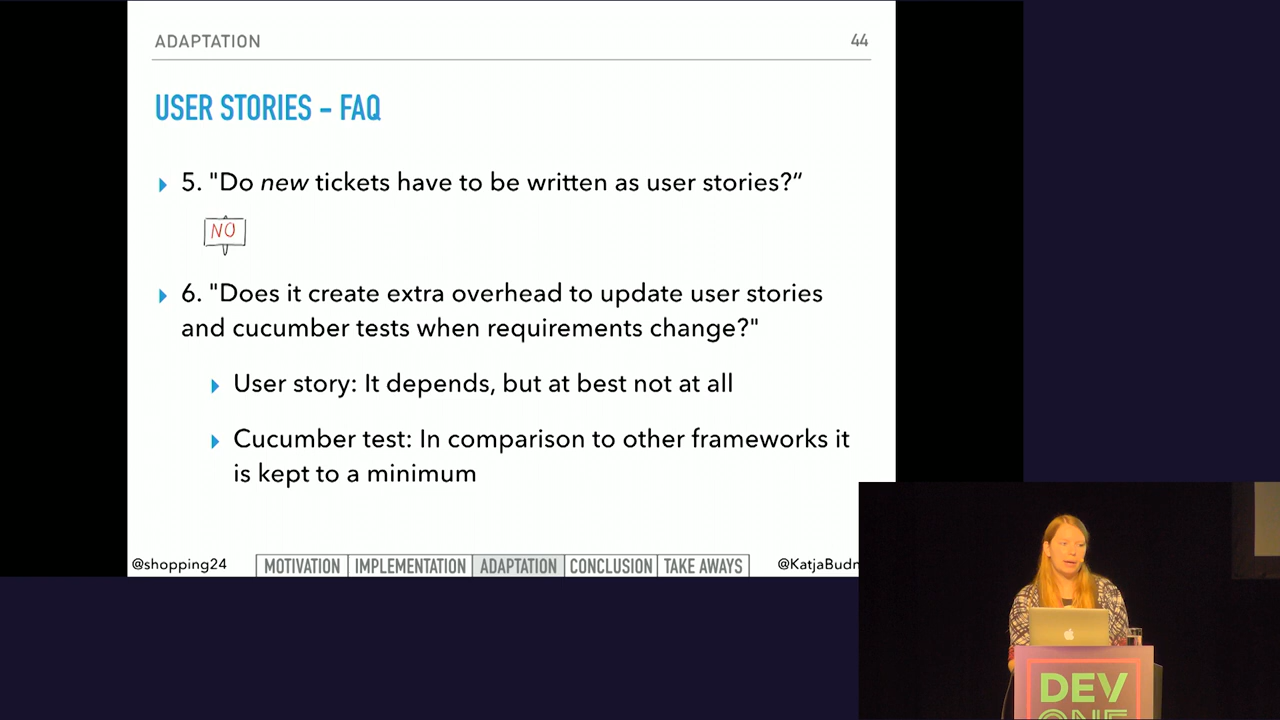 ADAPTATION 44
USER STORIES – FAQ
5. "Do new tickets have to be written as user stories?“
NO
6. "Does it create extra overhead to update user stories
and cucumber tests when requirements change?"
User story: It depends, but at best not at all
Cucumber test: In comparison to other frameworks it
is kept to a minimum
@shopping24 MOTIVATION IMPLEMENTATION ADAPTATION CONCLUSION TAKE AWAYS @KatjaBudn
DEV
ONE